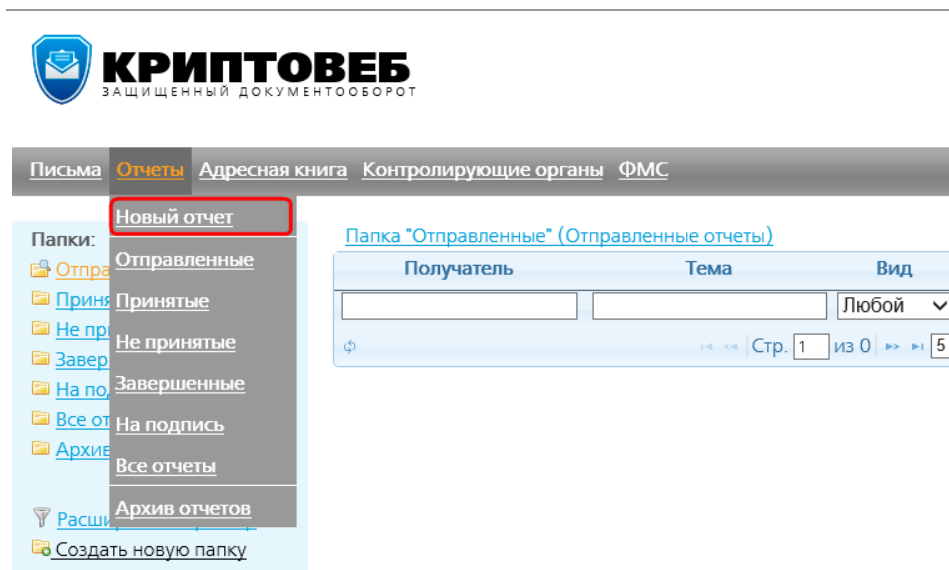 КРИПТОВЕБ
ЗАЩИЩЕННЫЙ ДОКУМЕНТООБОРОТ
Письма Отчеты Адресная книга Контролирующие органы ФМС
Новый отчет
Отправленные
Принятые
Не принятые
Завершенные
На подпись
Все отчеты
Архив отчетов
Папки:
Создать новую папку
Папка "Отправленные" (Отправленные отчеты)
Получатель Тема Вид
Любой
Стр. 1 из 0 5